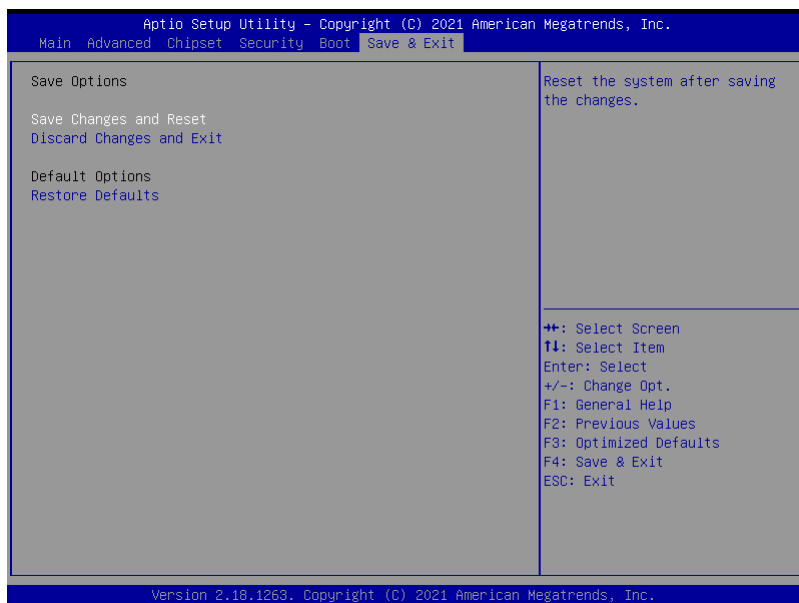 Aptio Setup Utility – Copyright (C) 2021 American Megatrends, Inc.
Main Advanced Chipset Security Boot Save & Exit
Save Options
Save Changes and Reset
Discard Changes and Exit
Default Options
Restore Defaults
Reset the system after saving
the changes.
→←: Select Screen
↑↓: Select Item
Enter: Select
+/-: Change Opt.
F1: General Help
F2: Previous Values
F3: Optimized Defaults
F4: Save & Exit
ESC: Exit
Version 2.18.1263. Copyright (C) 2021 American Megatrends, Inc.